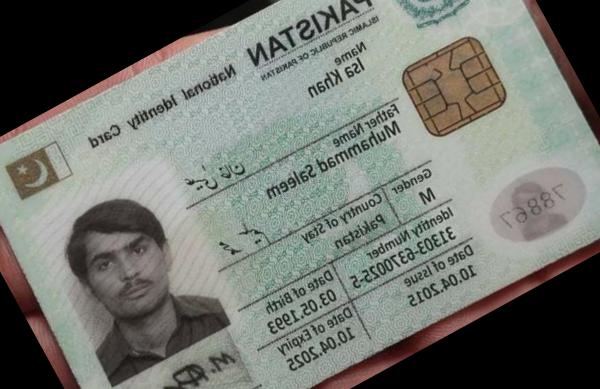 PAKISTAN National Identity Card
ISLAMIC REPUBLIC OF PAKISTAN
Name
Isa Khan
Father Name
Muhammad Saleem
Gender
M
Country of Stay
Pakistan
Identity Number
31303-6370025-5
Date of Birth
03.05.1993
Date of Issue
10.04.2015
Date of Expiry
10.04.2025
78867